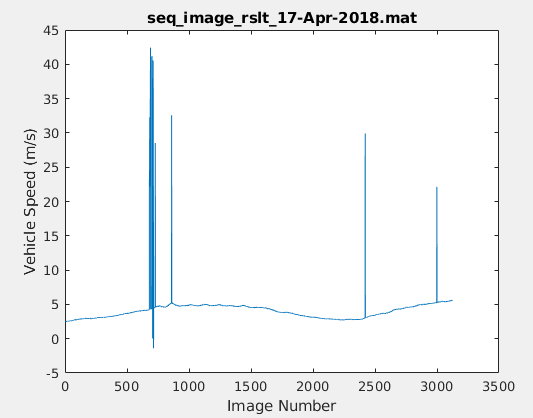 seq_image_rslt_17-Apr-2018.mat
45
40
35
30
25
20
15
10
5
0
-5
Vehicle Speed (m/s)
0 500 1000 1500 2000 2500 3000 3500
Image Number